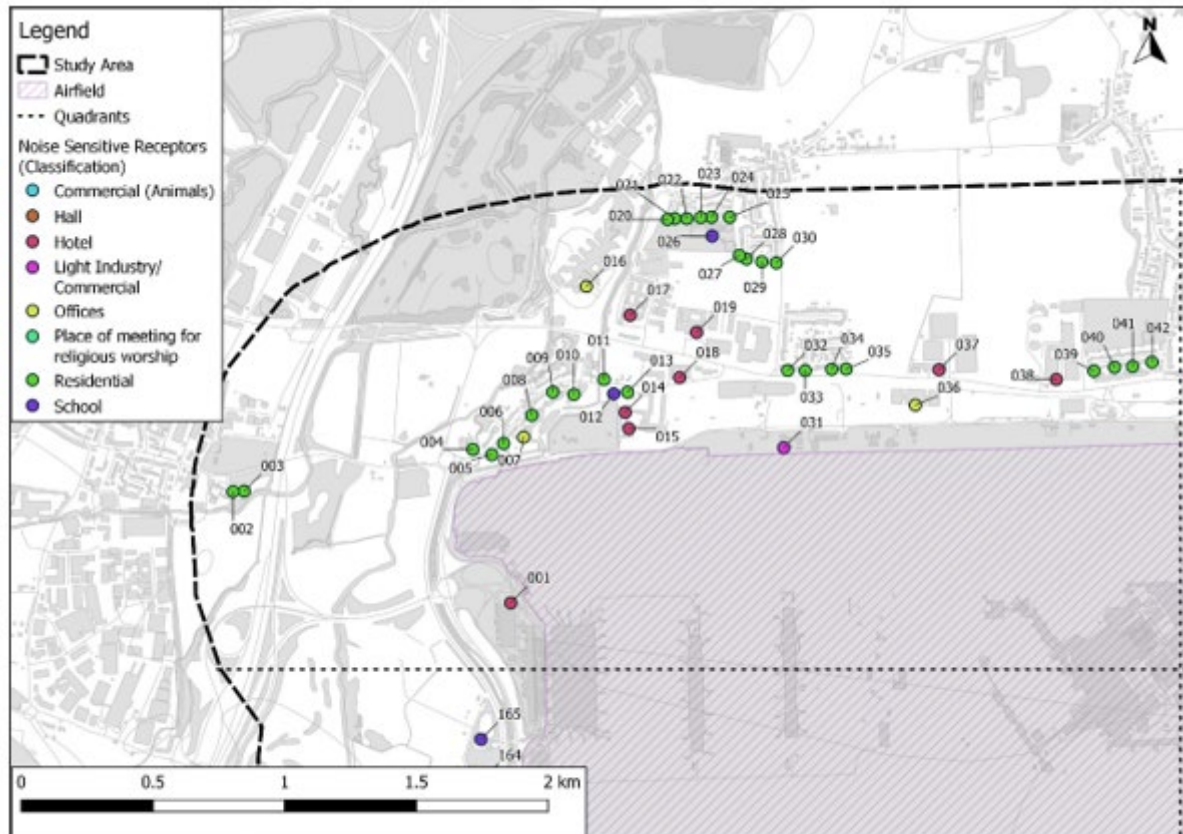 Legend
Study Area
Airfield
Quadrants
Noise Sensitive Receptors
(Classification)
Commercial (Animals)
Hall
Hotel
Light Industry/
Commercial
Offices
Place of meeting for
religious worship
Residential
School
N
021 022 023 024
020 025
026
028 030
027
029
016
017
019
011 032 034
009 010 013 018 035 037 040 041 042
008 014 033 038 039
012 036
006 015 031
004
005 007
003
002
001
165
164
0 0.5 1 1.5 2 km